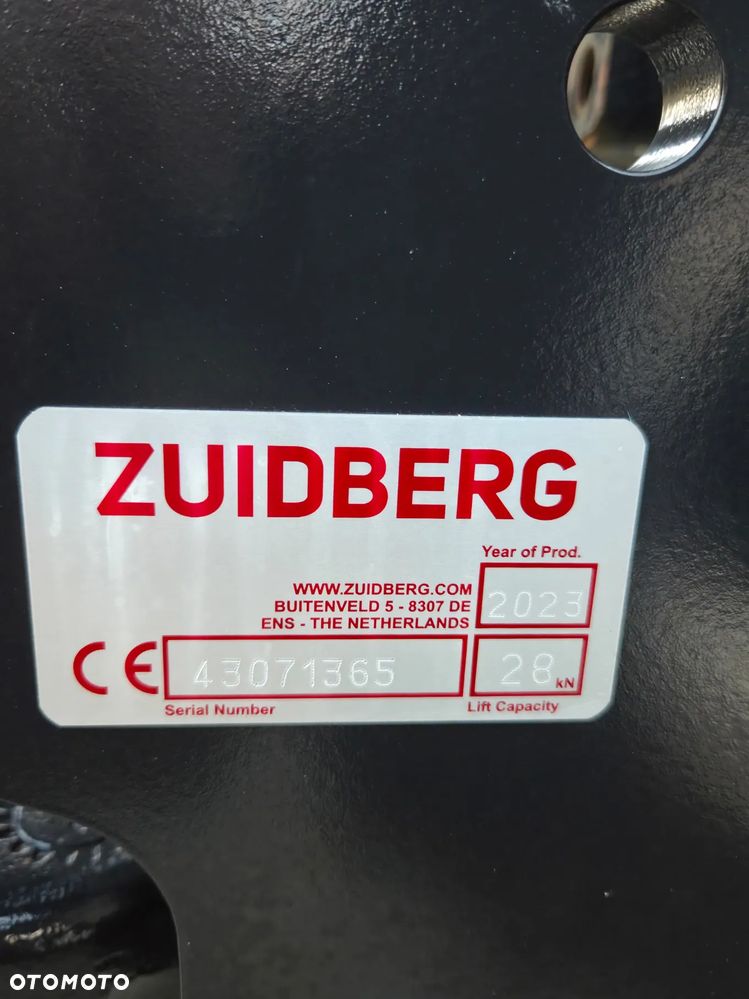 ZUIDBERG
Year of Prod.
WWW.ZUIDBERG.COM
BUITENVELD 5 - 8307 DE
2023
ENS - THE NETHERLANDS
CE 43071365 28 kN
Serial Number Lift Capacity
OTOMOTO